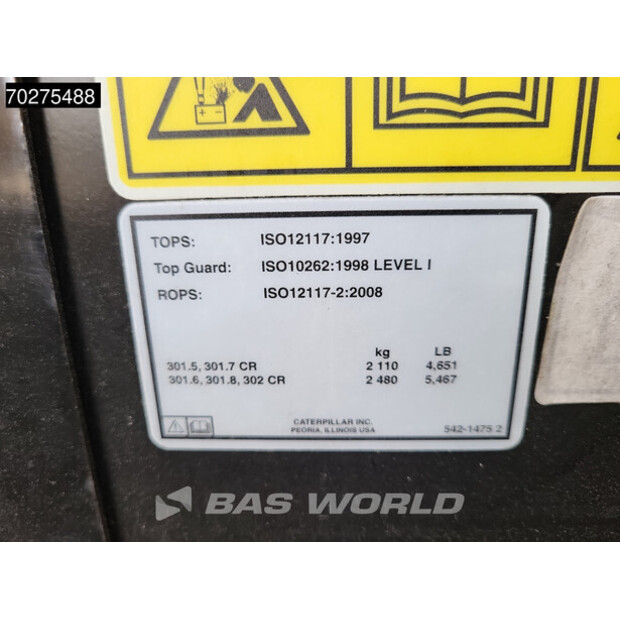 70275488
TOPS: ISO12117:1997
Top Guard: ISO10262:1998 LEVEL I
ROPS: ISO12117-2:2008
kg LB
301.5, 301.7 CR 2 110 4,651
301.6, 301.8, 302 CR 2 480 5,467
CATERPILLAR INC.
PEORIA, ILLINOIS USA
542-1475 2
BAS WORLD